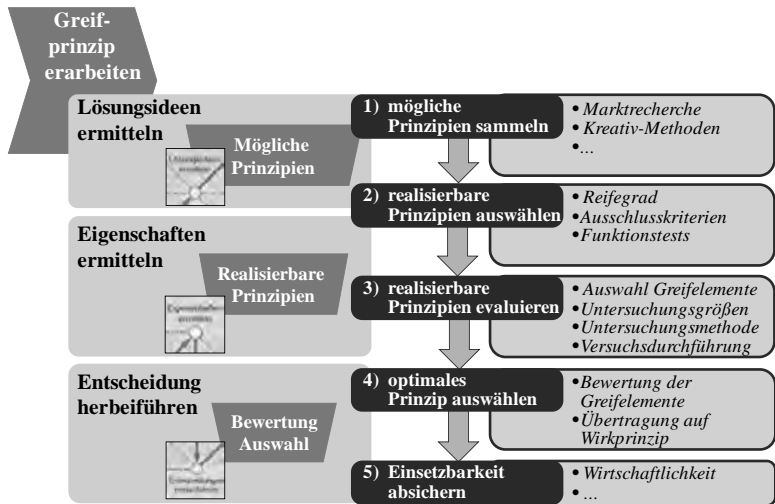 Greif-
prinzip
erarbeiten
Lösungsideen
ermitteln
Mögliche
Prinzipien
1) mögliche
Prinzipien sammeln
• Marktrecherche
• Kreativ-Methoden
• ...
2) realisierbare
Prinzipien auswählen
• Reifegrad
• Ausschlusskriterien
• Funktionstests
Eigenschaften
ermitteln
Realisierbare
Prinzipien
3) realisierbare
Prinzipien evaluieren
• Auswahl Greifelemente
• Untersuchungsgrößen
• Untersuchungsmethode
• Versuchsdurchführung
Entscheidung
herbeiführen
Bewertung
Auswahl
4) optimales
Prinzip auswählen
• Bewertung der
Greifelemente
• Übertragung auf
Wirkprinzip
5) Einsetzbarkeit
absichern
• Wirtschaftlichkeit
• ...